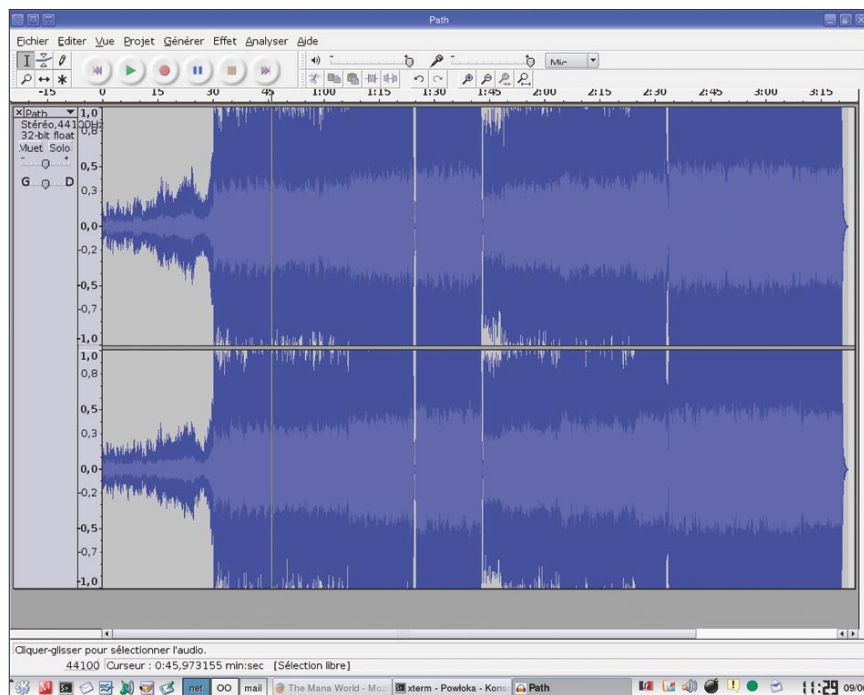 Path
Fichier Editer Vue Projet Générer Effet Analyser Aide
Mic
-15 0 15 30 45 1:00 1:15 1:30 1:45 2:00 2:15 2:30 2:45 3:00 3:15
Path
Stéréo,44100Hz
32-bit float
Muet Solo
- +
G D
1,0
0,8
0,5
0,3
0,0
-0,2
-0,5
-0,7
-1,0
1,0
0,8
0,5
0,3
0,0
-0,2
-0,5
-0,7
-1,0
Cliquer-glisser pour sélectionner l'audio.
44100 Curseur : 0:45,973155 min:sec [Sélection libre]
net OO mail The Mana World - Moz xterm - Powłoka - Kons Path 11:29 09/0